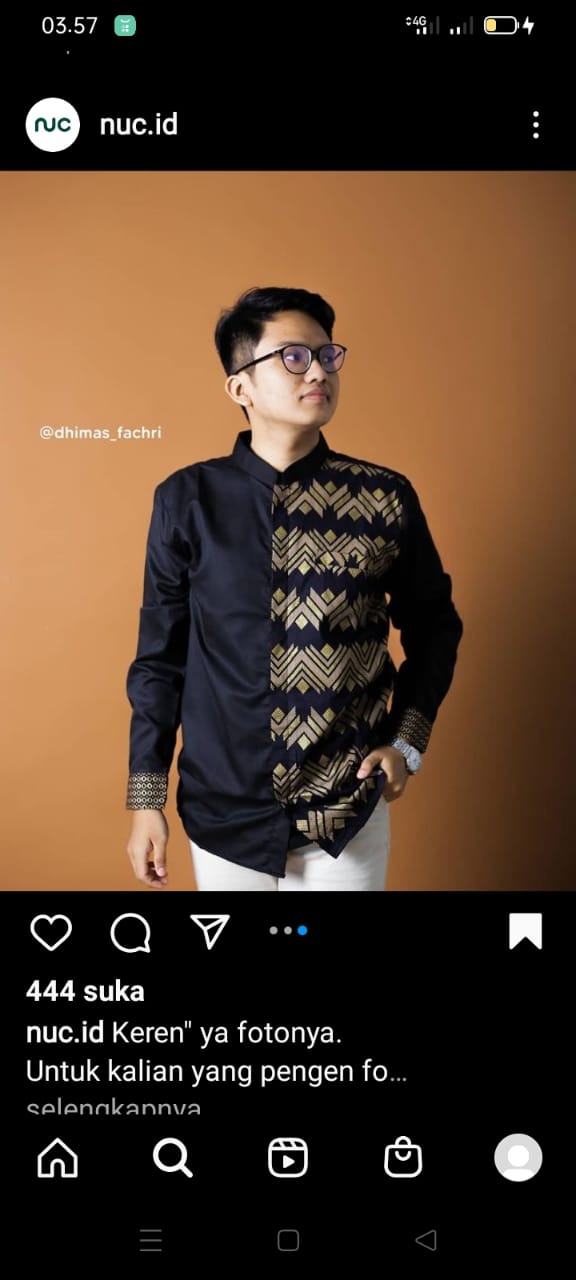 03.57
4G
nuc nuc.id
@dhimas_fachri
444 suka
nuc.id Keren" ya fotonya.
Untuk kalian yang pengen fo...
selengkapnya